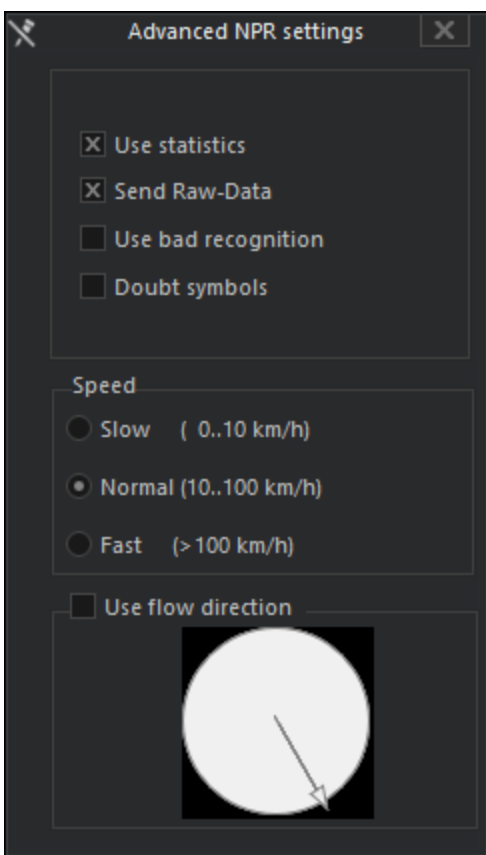 Advanced NPR settings
Use statistics
Send Raw-Data
Use bad recognition
Doubt symbols
Speed
Slow ( 0..10 km/h)
Normal (10..100 km/h)
Fast (>100 km/h)
Use flow direction